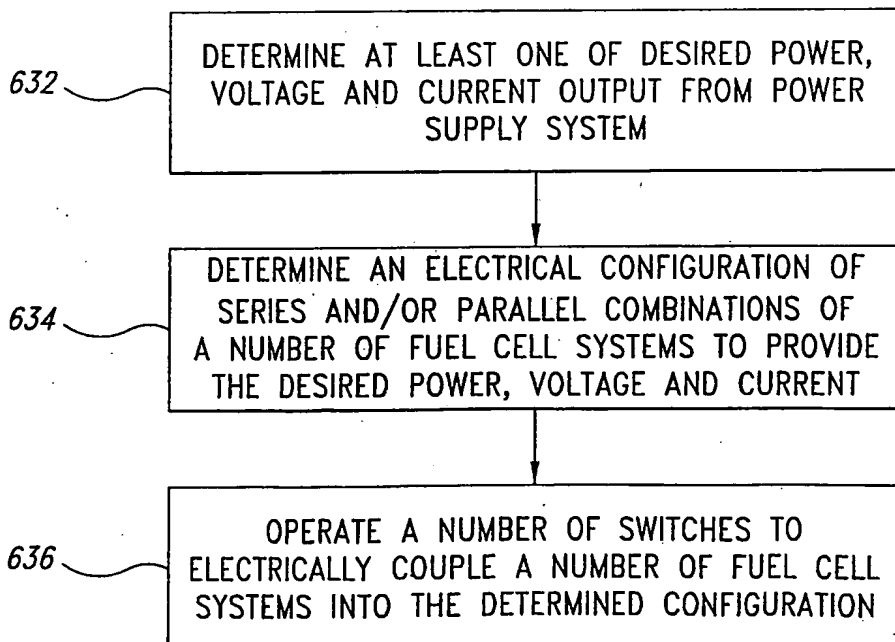 632
DETERMINE AT LEAST ONE OF DESIRED POWER,
VOLTAGE AND CURRENT OUTPUT FROM POWER
SUPPLY SYSTEM
634
DETERMINE AN ELECTRICAL CONFIGURATION OF
SERIES AND/OR PARALLEL COMBINATIONS OF
A NUMBER OF FUEL CELL SYSTEMS TO PROVIDE
THE DESIRED POWER, VOLTAGE AND CURRENT
636
OPERATE A NUMBER OF SWITCHES TO
ELECTRICALLY COUPLE A NUMBER OF FUEL CELL
SYSTEMS INTO THE DETERMINED CONFIGURATION